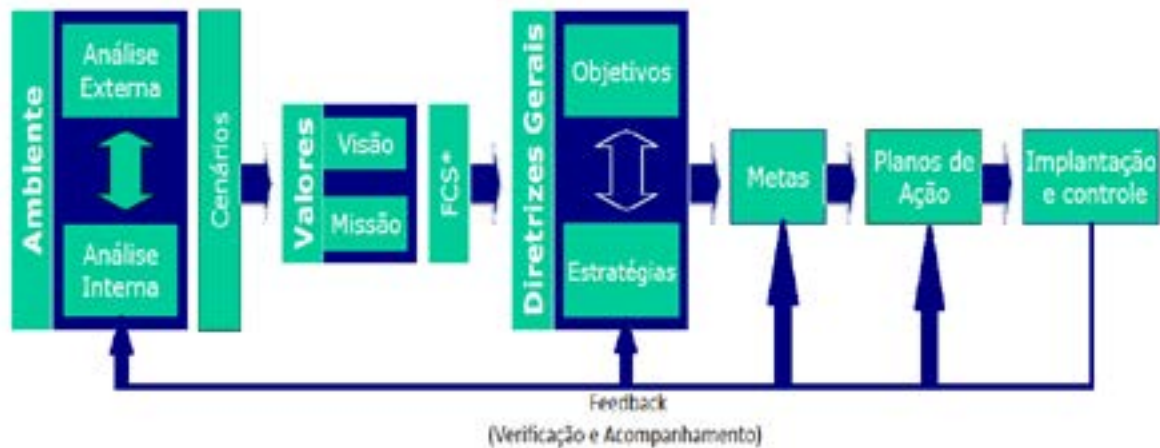 Ambiente
Análise
Externa
Análise
Interna
Cenários
Valores
Visão
Missão
FCS*
Diretrizes Gerais
Objetivos
Estratégias
Metas
Planos de
Ação
Implantação
e controle
Feedback
(Verificação e Acompanhamento)